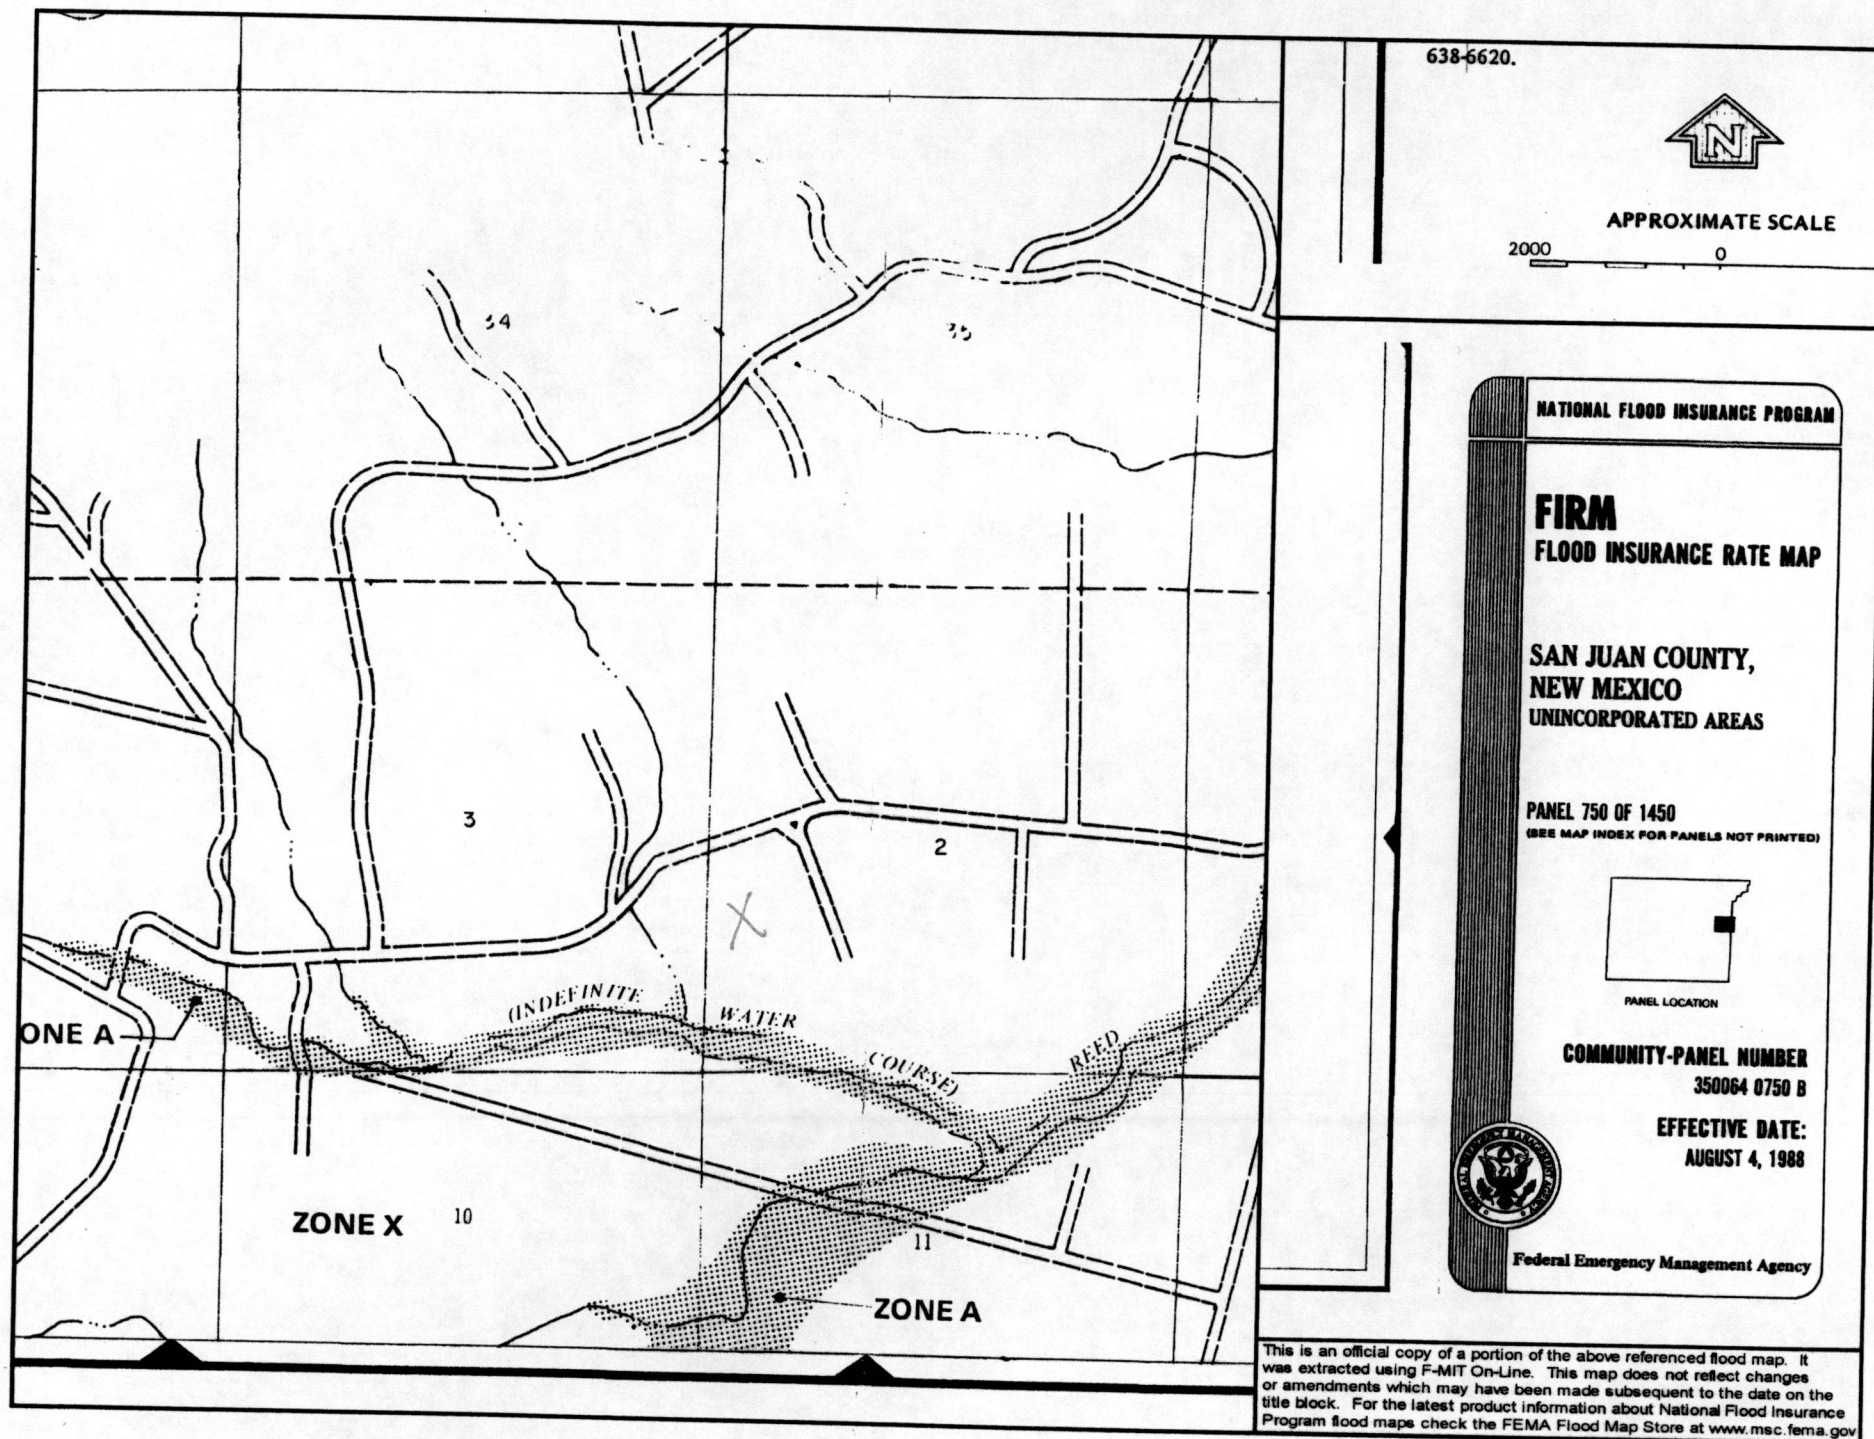 638-6620.
N
APPROXIMATE SCALE
2000 0
34
35
NATIONAL FLOOD INSURANCE PROGRAM
FIRM
FLOOD INSURANCE RATE MAP
SAN JUAN COUNTY,
NEW MEXICO
UNINCORPORATED AREAS
PANEL 750 OF 1450
(SEE MAP INDEX FOR PANELS NOT PRINTED)
PANEL LOCATION
COMMUNITY-PANEL NUMBER
350064 0750 B
EFFECTIVE DATE:
AUGUST 4, 1988
Federal Emergency Management Agency
3
2
X
(INDEFINITE WATER COURSE)
REED
ONE A
ZONE X
10
11
ZONE A
This is an official copy of a portion of the above referenced flood map. It
was extracted using F-MIT On-Line. This map does not reflect changes
or amendments which may have been made subsequent to the date on the
title block. For the latest product information about National Flood Insurance
Program flood maps check the FEMA Flood Map Store at www.msc.fema.gov